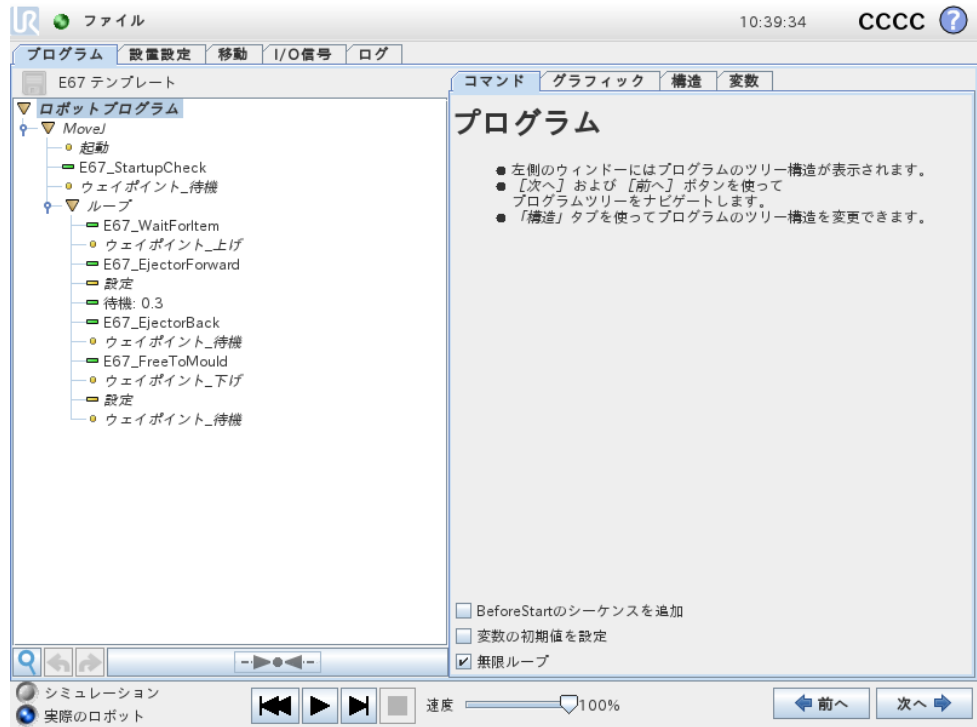 UR ファイル 10:39:34 CCCC ?
プログラム 設置設定 移動 I/O信号 ログ
E67 テンプレート
ロボットプログラム
MoveJ
起動
E67_StartupCheck
ウェイポイント_待機
ループ
E67_WaitForItem
ウェイポイント_上げ
E67_EjectorForward
設定
待機: 0.3
E67_EjectorBack
ウェイポイント_待機
E67_FreeToMould
ウェイポイント_下げ
設定
ウェイポイント_待機
コマンド グラフィック 構造 変数
プログラム
● 左側のウィンドーにはプログラムのツリー構造が表示されます。
● [次へ] および [前へ] ボタンを使って
プログラムツリーをナビゲートします。
● 「構造」タブを使ってプログラムのツリー構造を変更できます。
BeforeStartのシーケンスを追加
変数の初期値を設定
無限ループ
シミュレーション
実際のロボット
速度 100%
前へ 次へ